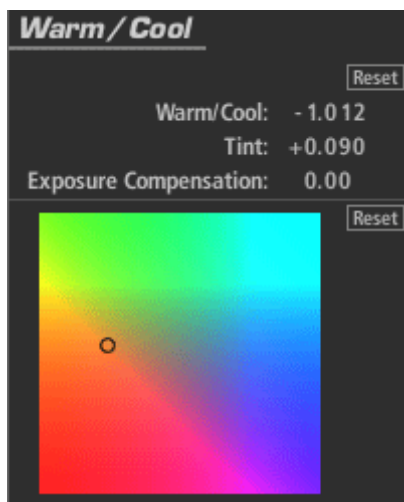 Warm/Cool
Reset
Warm/Cool: -1.012
Tint: +0.090
Exposure Compensation: 0.00
Reset